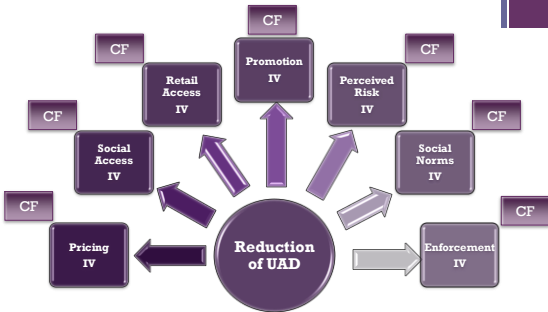 CF
Promotion
IV
CF
Retail
Access
IV
CF
Perceived
Risk
IV
CF
Social
Access
IV
CF
Social
Norms
IV
CF
Pricing
IV
CF
Enforcement
IV
Reduction
of UAD